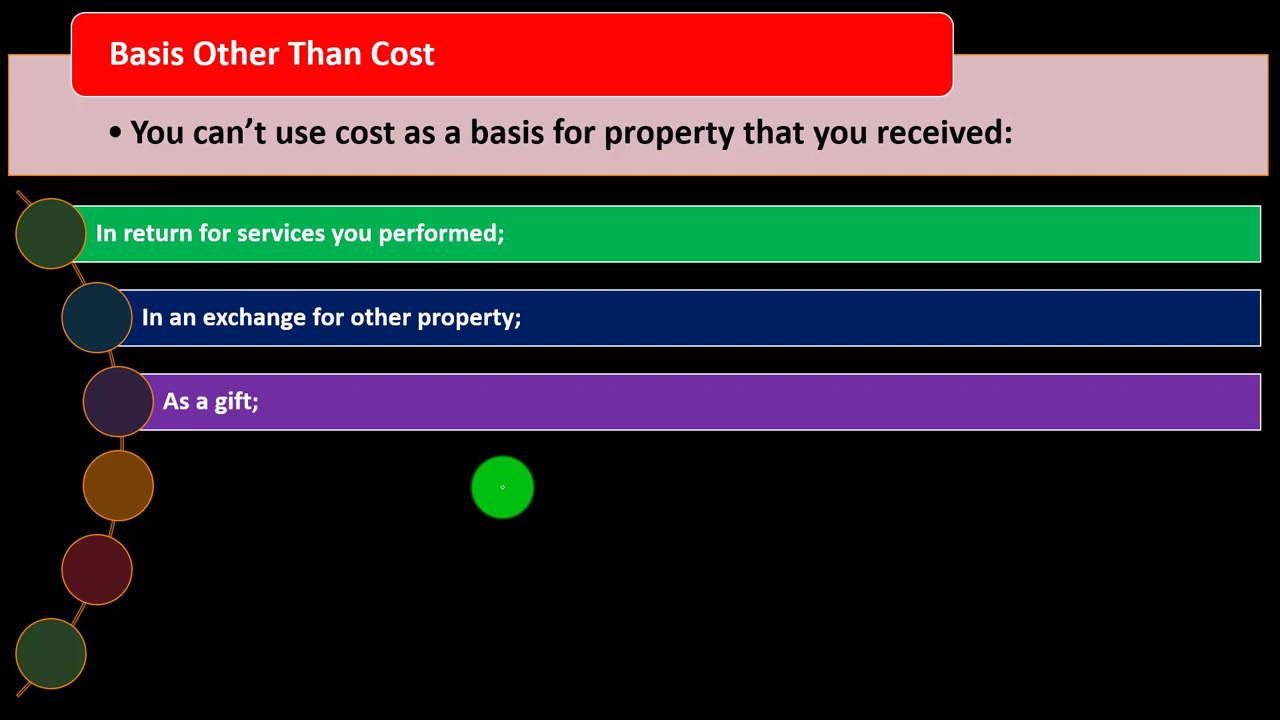 Basis Other Than Cost
• You can’t use cost as a basis for property that you received:
In return for services you performed;
In an exchange for other property;
As a gift;